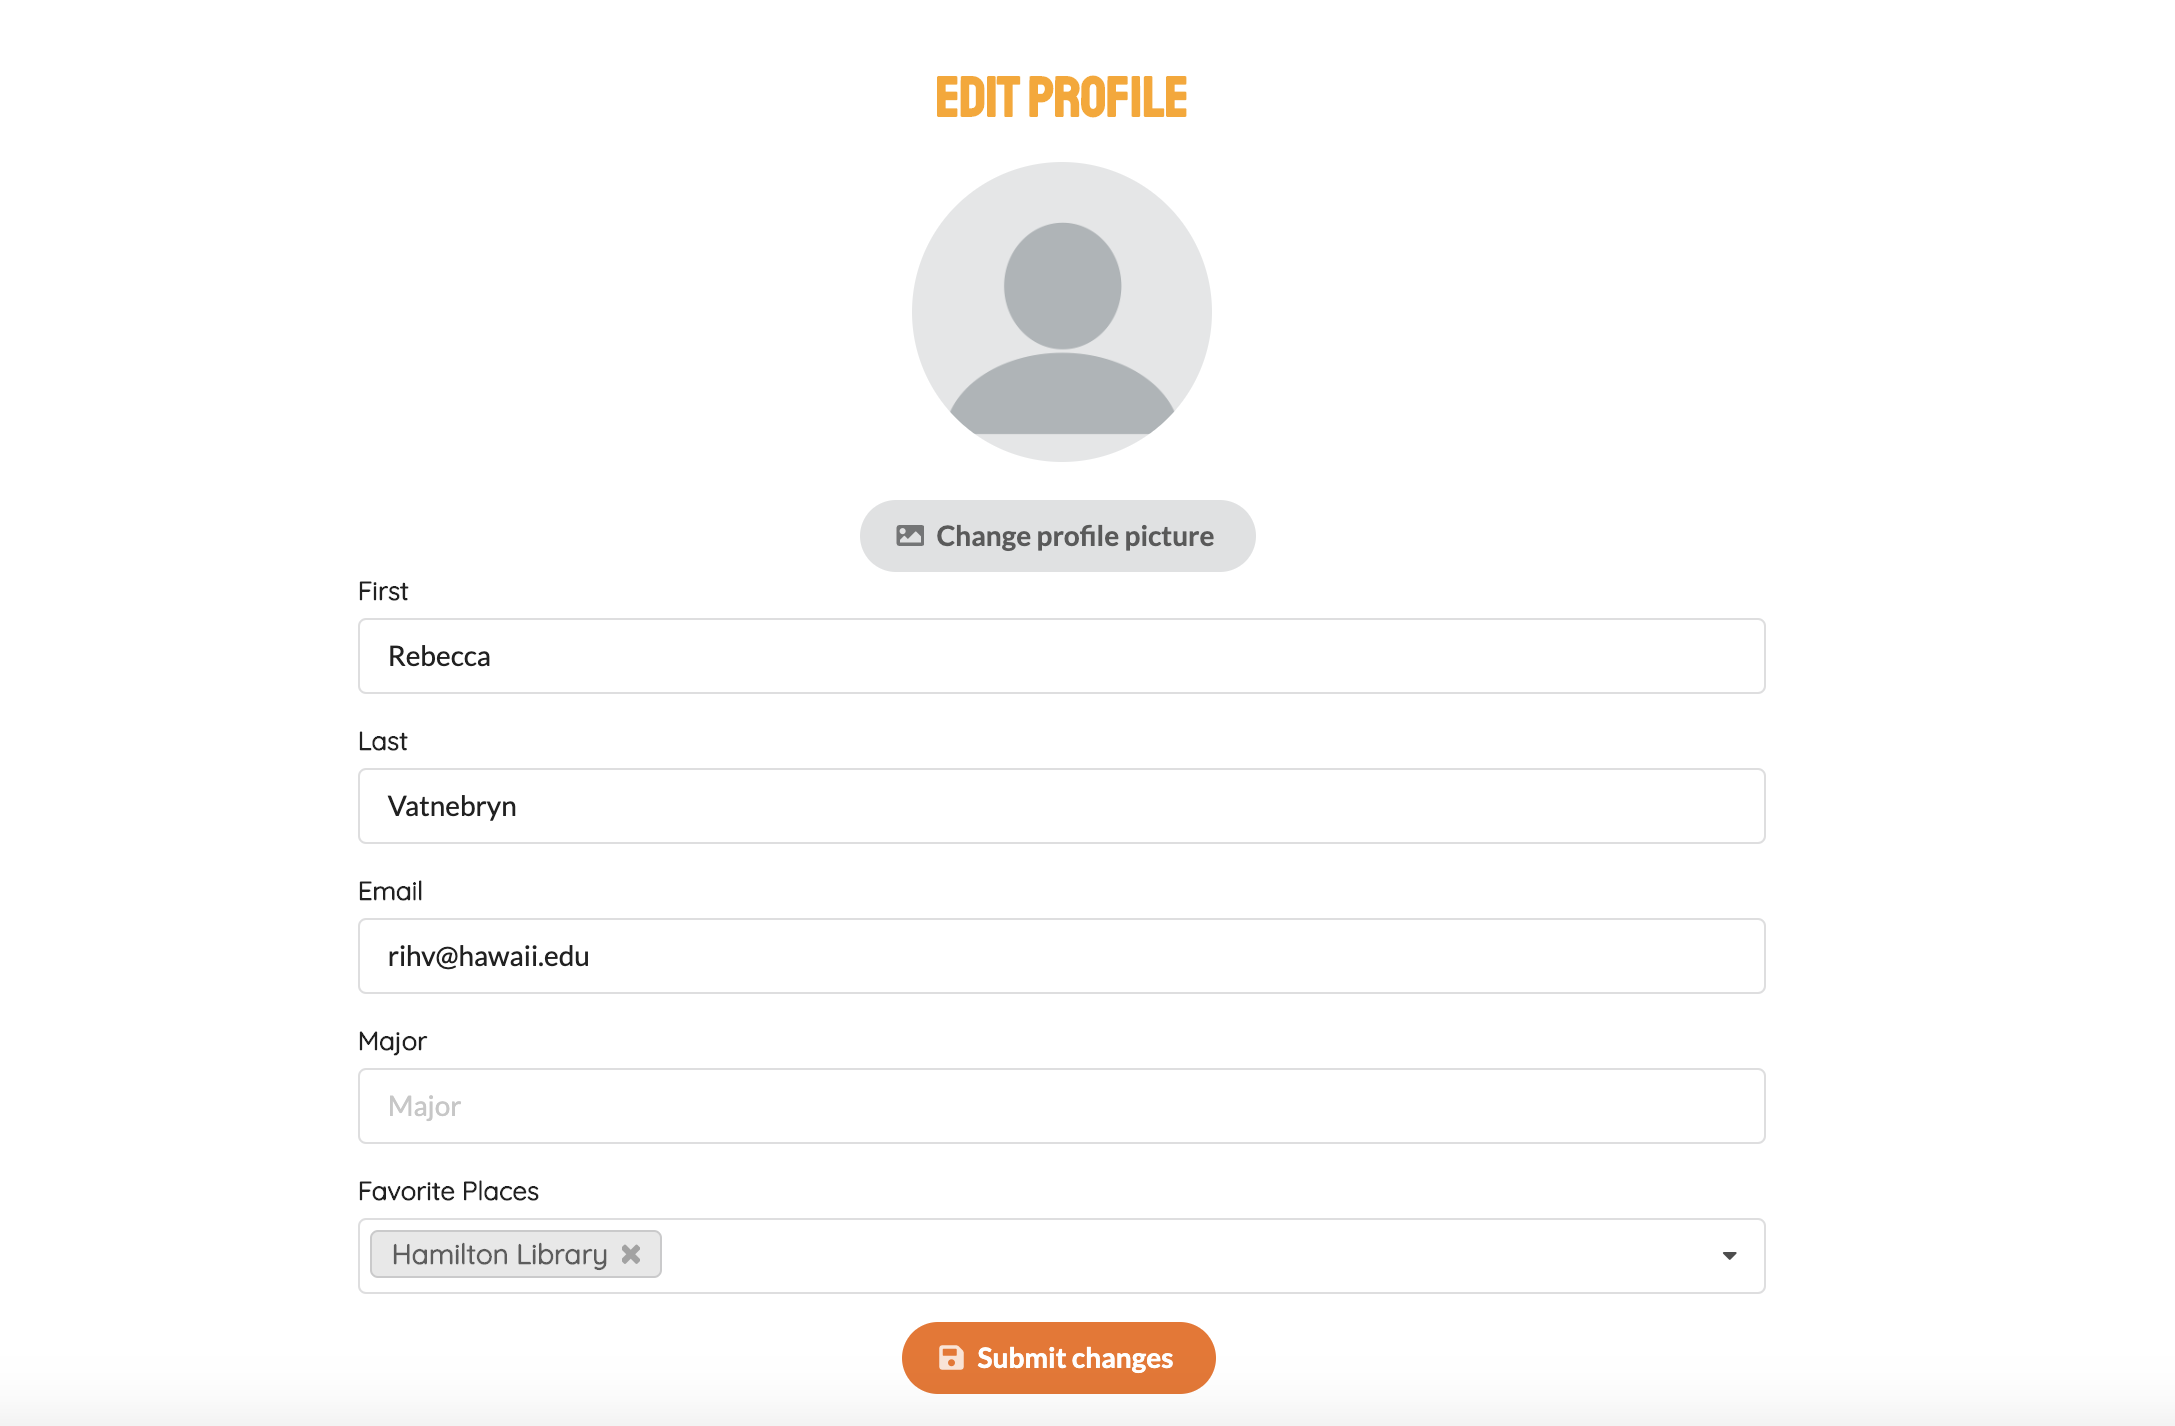 EDIT PROFILE
Change profile picture
First
Rebecca
Last
Vatnebryn
Email
rihv@hawaii.edu
Major
Major
Favorite Places
Hamilton Library
Submit changes